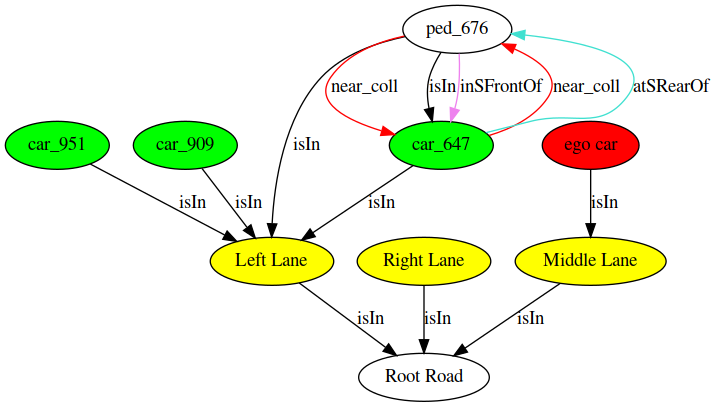 ped_676
near_coll
isIn
inSFrontOf
near_coll
atSRearOf
car_951
car_909
isIn
car_647
ego car
isIn
isIn
isIn
isIn
Left Lane
Right Lane
Middle Lane
isIn
isIn
isIn
Root Road